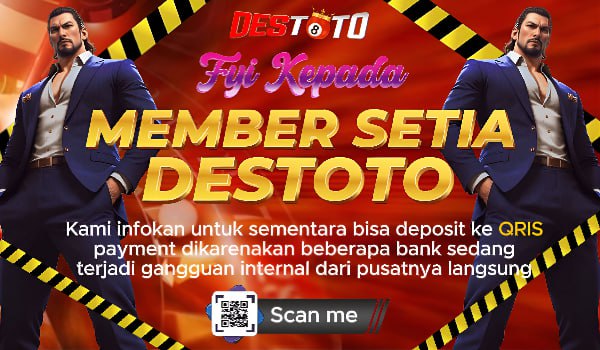 DESTOTO
8
Fyi Kepada
MEMBER SETIA
DESTOTO
Kami infokan untuk sementara bisa deposit ke QRIS
payment dikarenakan beberapa bank sedang
terjadi gangguan internal dari pusatnya langsung
Scan me